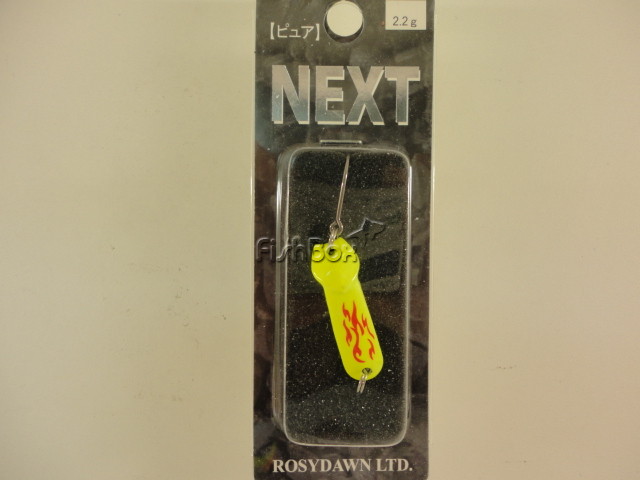 2.2g
【ピュア】
NEXT
FishBox
ROSYDAWN LTD.